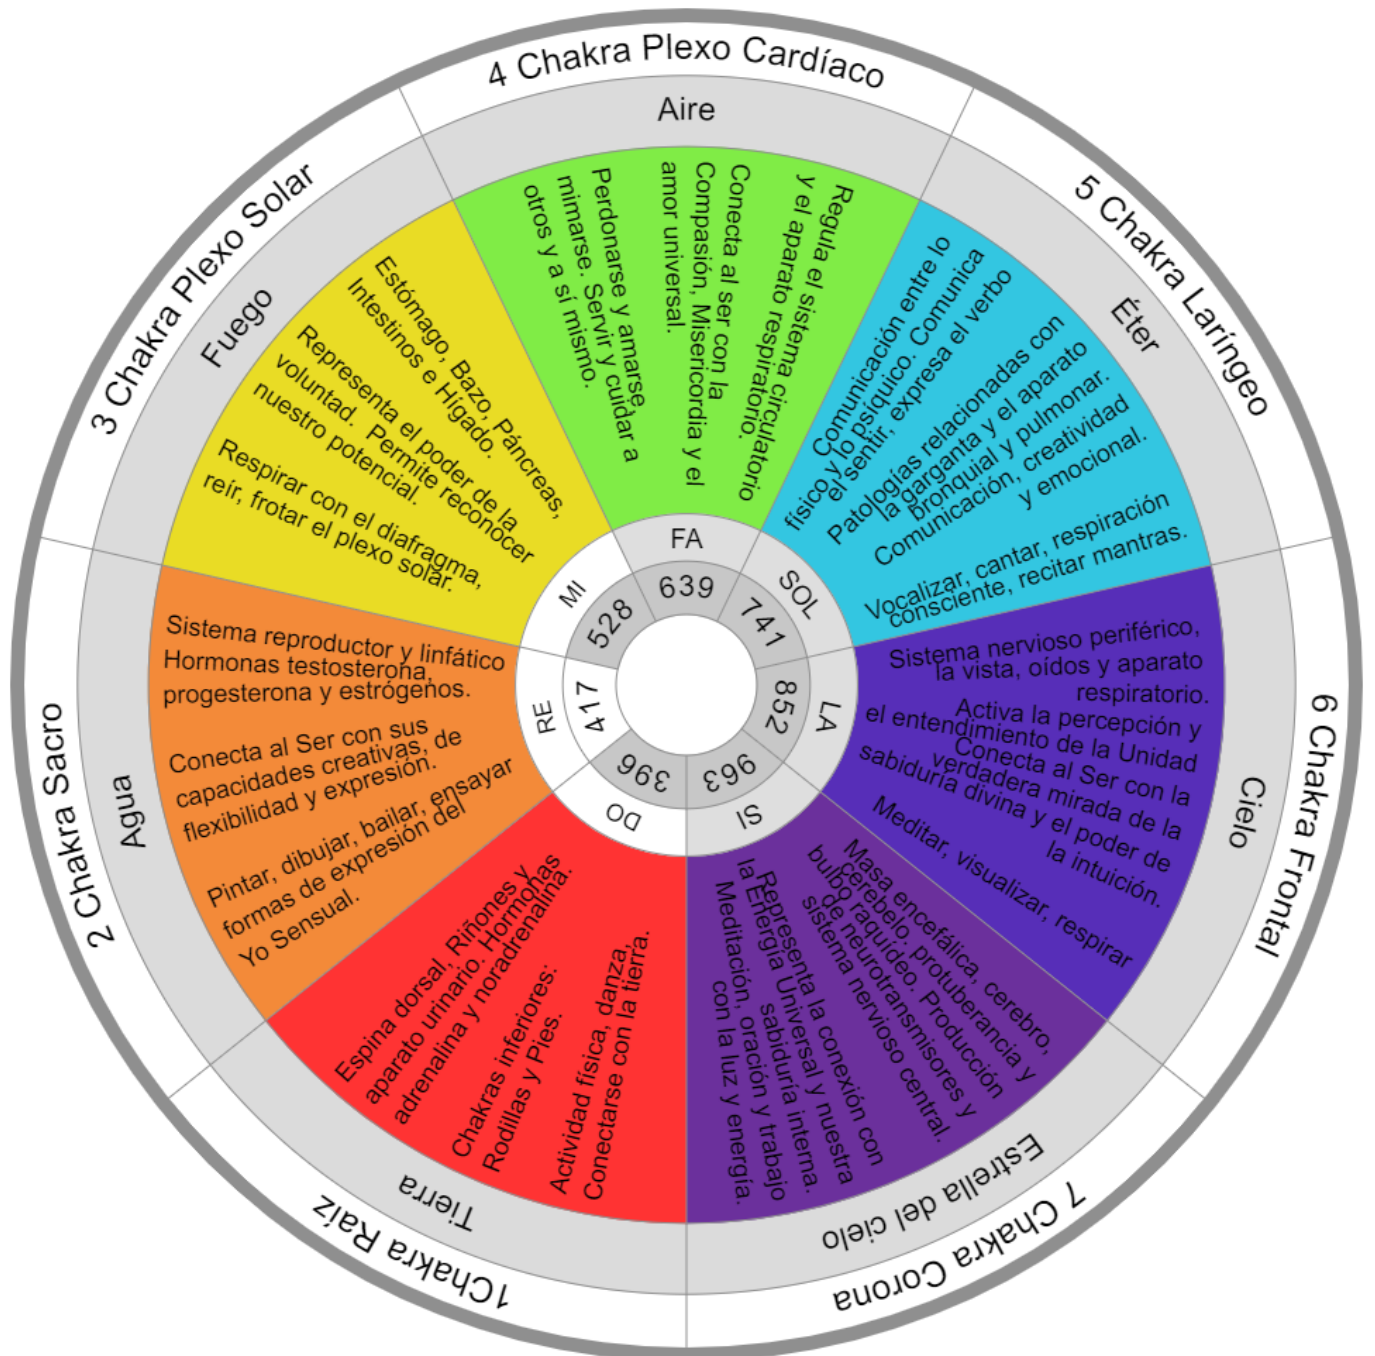 4 Chakra Plexo Cardíaco
Aire
Perdonarse y amarse,
mimarse. Servir y cuidar a
otros y a sí mismo.
Conecta al ser con la
Compasión, Misericordia y el
amor universal.
Regula el sistema circulatorio
y el aparato respiratorio.
FA
639
5 Chakra Laríngeo
Éter
Comunicación entre lo
físico y lo psíquico. Comunica
el sentir, expresa el verbo
Patologías relacionadas con
la garganta y el aparato
bronquial y pulmonar.
Comunicación, creatividad
y emocional.
Vocalizar, cantar, respiración
consciente, recitar mantras.
SOL
741
6 Chakra Frontal
Cielo
Sistema nervioso periférico,
la vista, oídos y aparato
respiratorio.
Activa la percepción y
el entendimiento de la Unidad
Conecta al Ser con la
verdadera mirada de la
sabiduría divina y el poder de
la intuición.
Meditar, visualizar, respirar
LA
852
7 Chakra Corona
Estrella del cielo
Masa encefálica, cerebro,
cerebelo. protuberancia y
bulbo raquídeo. Producción
de neurotransmisores y
sistema nervioso central.
Representa la conexión con
la Energía Universal y nuestra
sabiduría interna.
Meditación, oración y trabajo
con la luz y energía.
SI
963
1Chakra Raíz
Tierra
Espina dorsal, Riñones y
aparato urinario. Hormonas
adrenalina y noradrenalina.
Chakras inferiores:
Rodillas y Pies.
Actividad física, danza,
Conectarse con la tierra.
DO
396
2 Chakra Sacro
Agua
Sistema reproductor y linfático
Hormonas testosterona,
progesterona y estrógenos.
Conecta al Ser con sus
capacidades creativas, de
flexibilidad y expresión.
Pintar, dibujar, bailar, ensayar
formas de expresión del
Yo Sensual.
RE
417
3 Chakra Plexo Solar
Fuego
Estómago, Bazo, Páncreas,
Intestinos e Hígado.
Representa el poder de la
voluntad. Permite reconocer
nuestro potencial.
Respirar con el diafragma,
reír, frotar el plexo solar.
MI
528